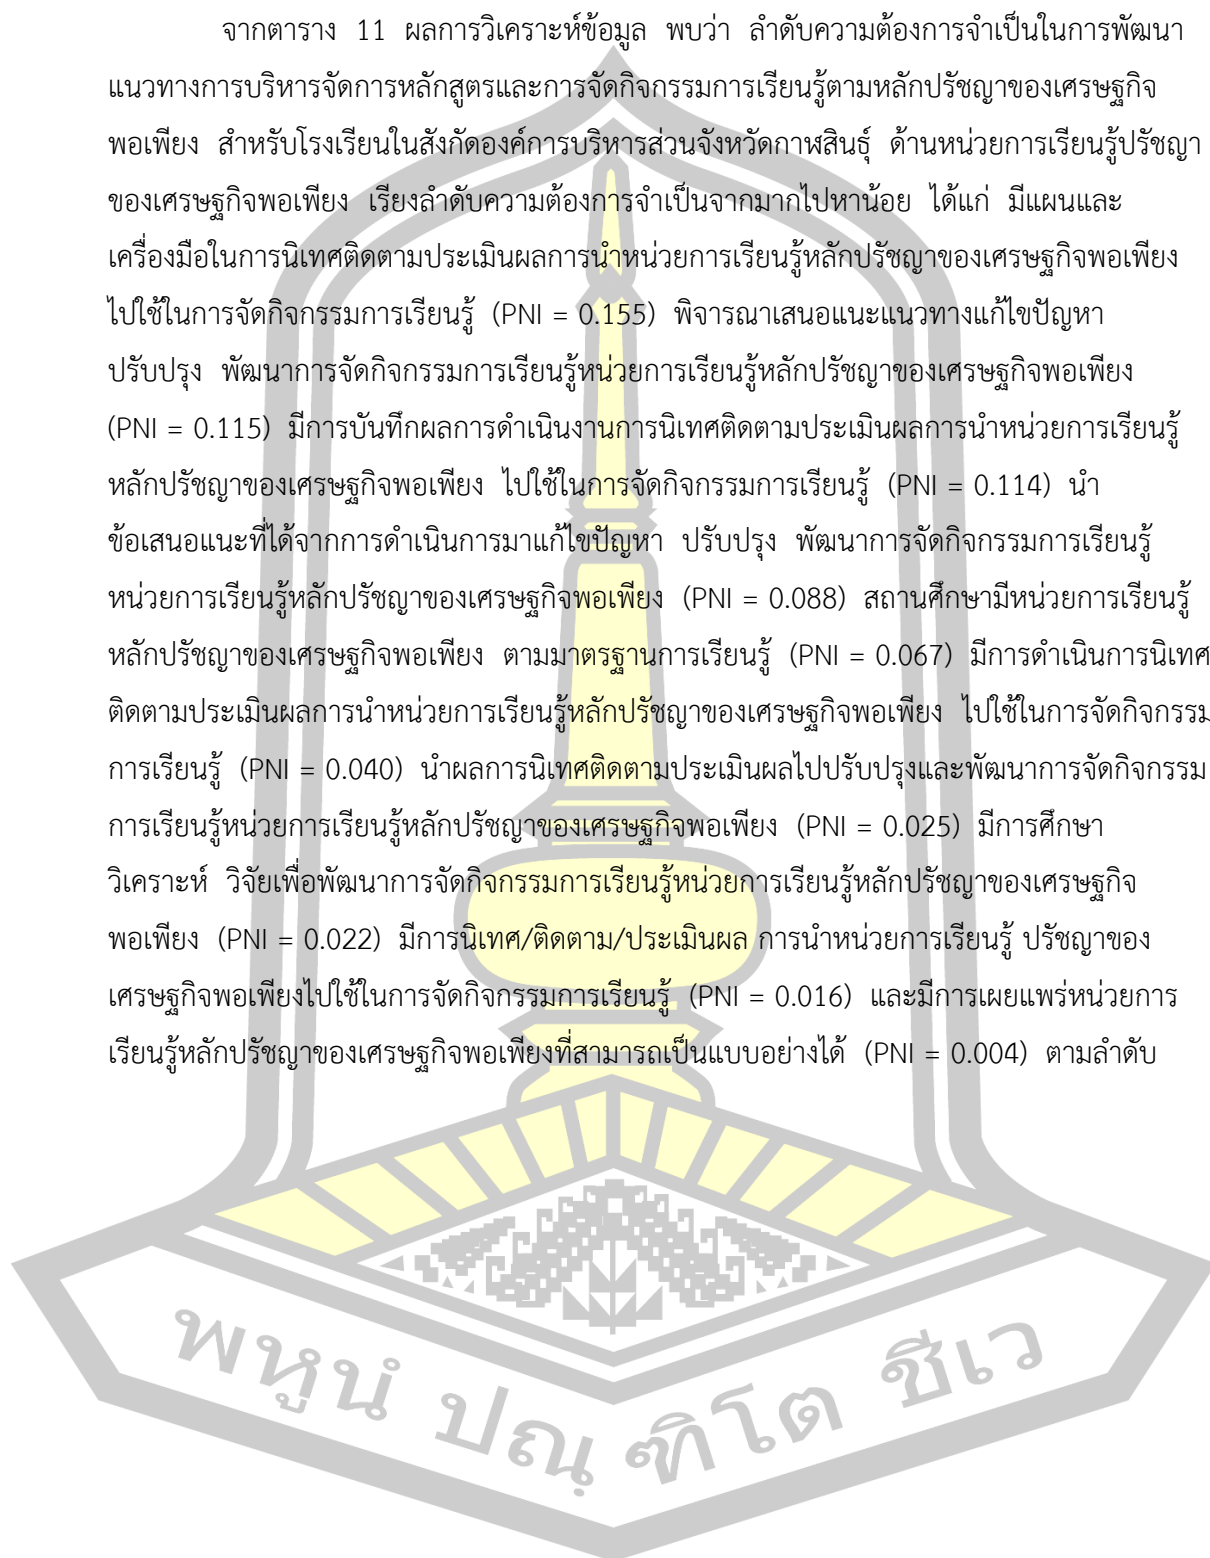 จากตาราง 11 ผลการวิเคราะห์ข้อมูล พบว่า ลำดับความต้องการจำเป็นในการพัฒนา
แนวทางการบริหารจัดการหลักสูตรและการจัดกิจกรรมการเรียนรู้ตามหลักปรัชญาของเศรษฐกิจ
พอเพียง สำหรับโรงเรียนในสังกัดองค์การบริหารส่วนจังหวัดกาฬสินธุ์ ด้านหน่วยการเรียนรู้ปรัชญา
ของเศรษฐกิจพอเพียง เรียงลำดับความต้องการจำเป็นจากมากไปหาน้อย ได้แก่ มีแผนและ
เครื่องมือในการนิเทศติดตามประเมินผลการนำหน่วยการเรียนรู้หลักปรัชญาของเศรษฐกิจพอเพียง
ไปใช้ในการจัดกิจกรรมการเรียนรู้ (PNI = 0.155) พิจารณาเสนอแนะแนวทางแก้ไขปัญหา
ปรับปรุง พัฒนาการจัดกิจกรรมการเรียนรู้หน่วยการเรียนรู้หลักปรัชญาของเศรษฐกิจพอเพียง
(PNI = 0.115) มีการบันทึกผลการดำเนินงานการนิเทศติดตามประเมินผลการนำหน่วยการเรียนรู้
หลักปรัชญาของเศรษฐกิจพอเพียง ไปใช้ในการจัดกิจกรรมการเรียนรู้ (PNI = 0.114) นำ
ข้อเสนอแนะที่ได้จากการดำเนินการมาแก้ไขปัญหา ปรับปรุง พัฒนาการจัดกิจกรรมการเรียนรู้
หน่วยการเรียนรู้หลักปรัชญาของเศรษฐกิจพอเพียง (PNI = 0.088) สถานศึกษามีหน่วยการเรียนรู้
หลักปรัชญาของเศรษฐกิจพอเพียง ตามมาตรฐานการเรียนรู้ (PNI = 0.067) มีการดำเนินการนิเทศ
ติดตามประเมินผลการนำหน่วยการเรียนรู้หลักปรัชญาของเศรษฐกิจพอเพียง ไปใช้ในการจัดกิจกรรม
การเรียนรู้ (PNI = 0.040) นำผลการนิเทศติดตามประเมินผลไปปรับปรุงและพัฒนาการจัดกิจกรรม
การเรียนรู้หน่วยการเรียนรู้หลักปรัชญาของเศรษฐกิจพอเพียง (PNI = 0.025) มีการศึกษา
วิเคราะห์ วิจัยเพื่อพัฒนาการจัดกิจกรรมการเรียนรู้หน่วยการเรียนรู้หลักปรัชญาของเศรษฐกิจ
พอเพียง (PNI = 0.022) มีการนิเทศ/ติดตาม/ประเมินผล การนำหน่วยการเรียนรู้ ปรัชญาของ
เศรษฐกิจพอเพียงไปใช้ในการจัดกิจกรรมการเรียนรู้ (PNI = 0.016) และมีการเผยแพร่หน่วยการ
เรียนรู้หลักปรัชญาของเศรษฐกิจพอเพียงที่สามารถเป็นแบบอย่างได้ (PNI = 0.004) ตามลำดับ
พหูนํ ปณฺฑิโต ชีเว